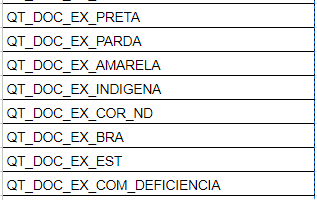 QT_DOC_EX_PRETA
QT_DOC_EX_PARDA
QT_DOC_EX_AMARELA
QT_DOC_EX_INDIGENA
QT_DOC_EX_COR_ND
QT_DOC_EX_BRA
QT_DOC_EX_EST
QT_DOC_EX_COM_DEFICIENCIA